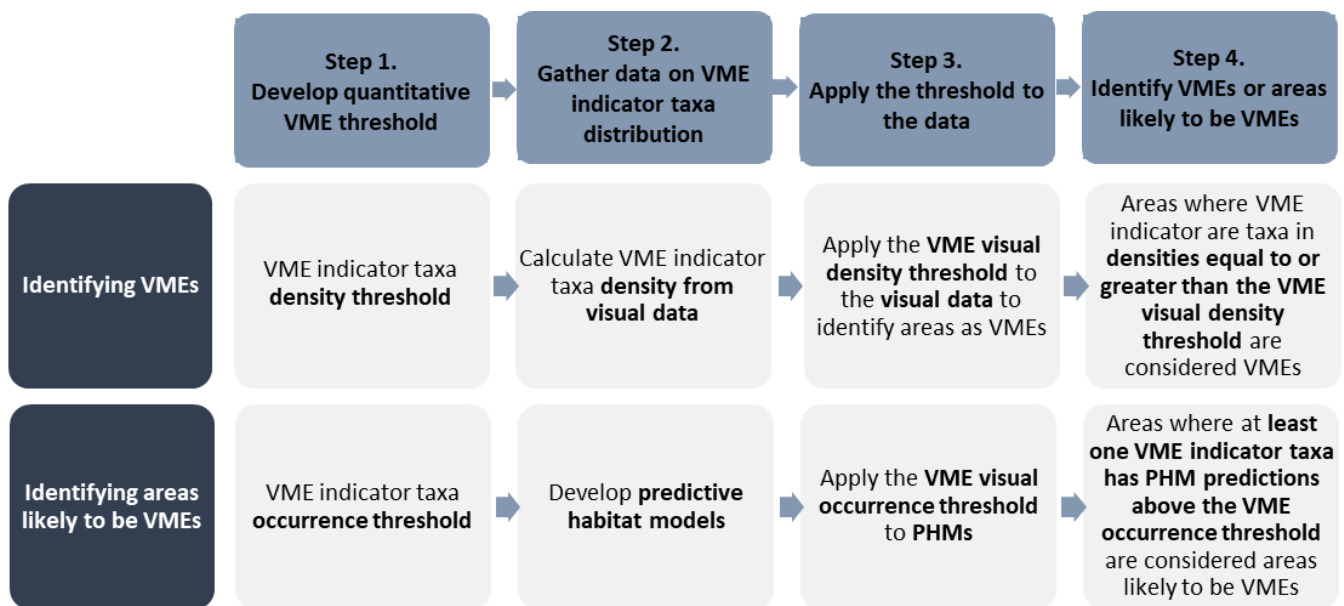 Step 1.
Develop quantitative
VME threshold
Step 2.
Gather data on VME
indicator taxa
distribution
Step 3.
Apply the threshold to
the data
Step 4.
Identify VMEs or areas
likely to be VMEs
Identifying VMEs
VME indicator taxa
density threshold
Calculate VME indicator
taxa density from
visual data
Apply the VME visual
density threshold to
the visual data to
identify areas as VMEs
Areas where VME
indicator are taxa in
densities equal to or
greater than the VME
visual density
threshold are
considered VMEs
Identifying areas
likely to be VMEs
VME indicator taxa
occurrence threshold
Develop predictive
habitat models
Apply the VME visual
occurrence threshold
to PHMs
Areas where at least
one VME indicator taxa
has PHM predictions
above the VME
occurrence threshold
are considered areas
likely to be VMEs